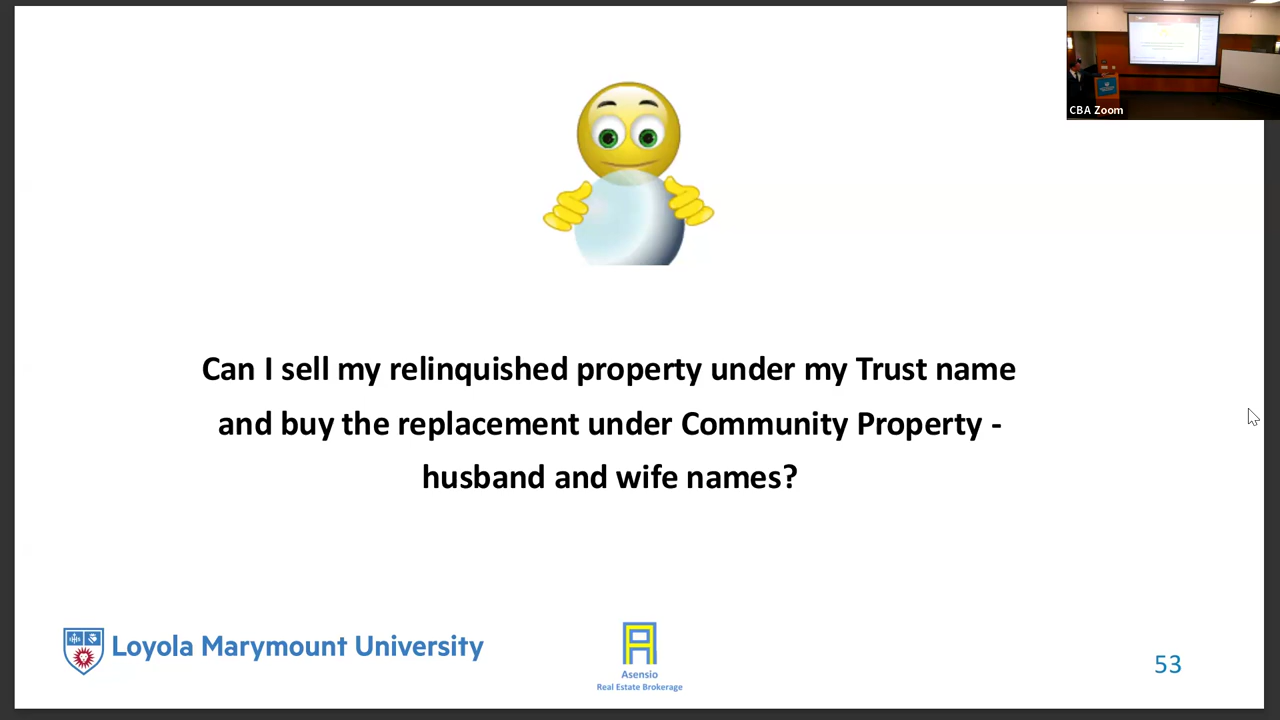 CBA Zoom
Can I sell my relinquished property under my Trust name
and buy the replacement under Community Property -
husband and wife names?
Loyola Marymount University
Asensio
Real Estate Brokerage
53